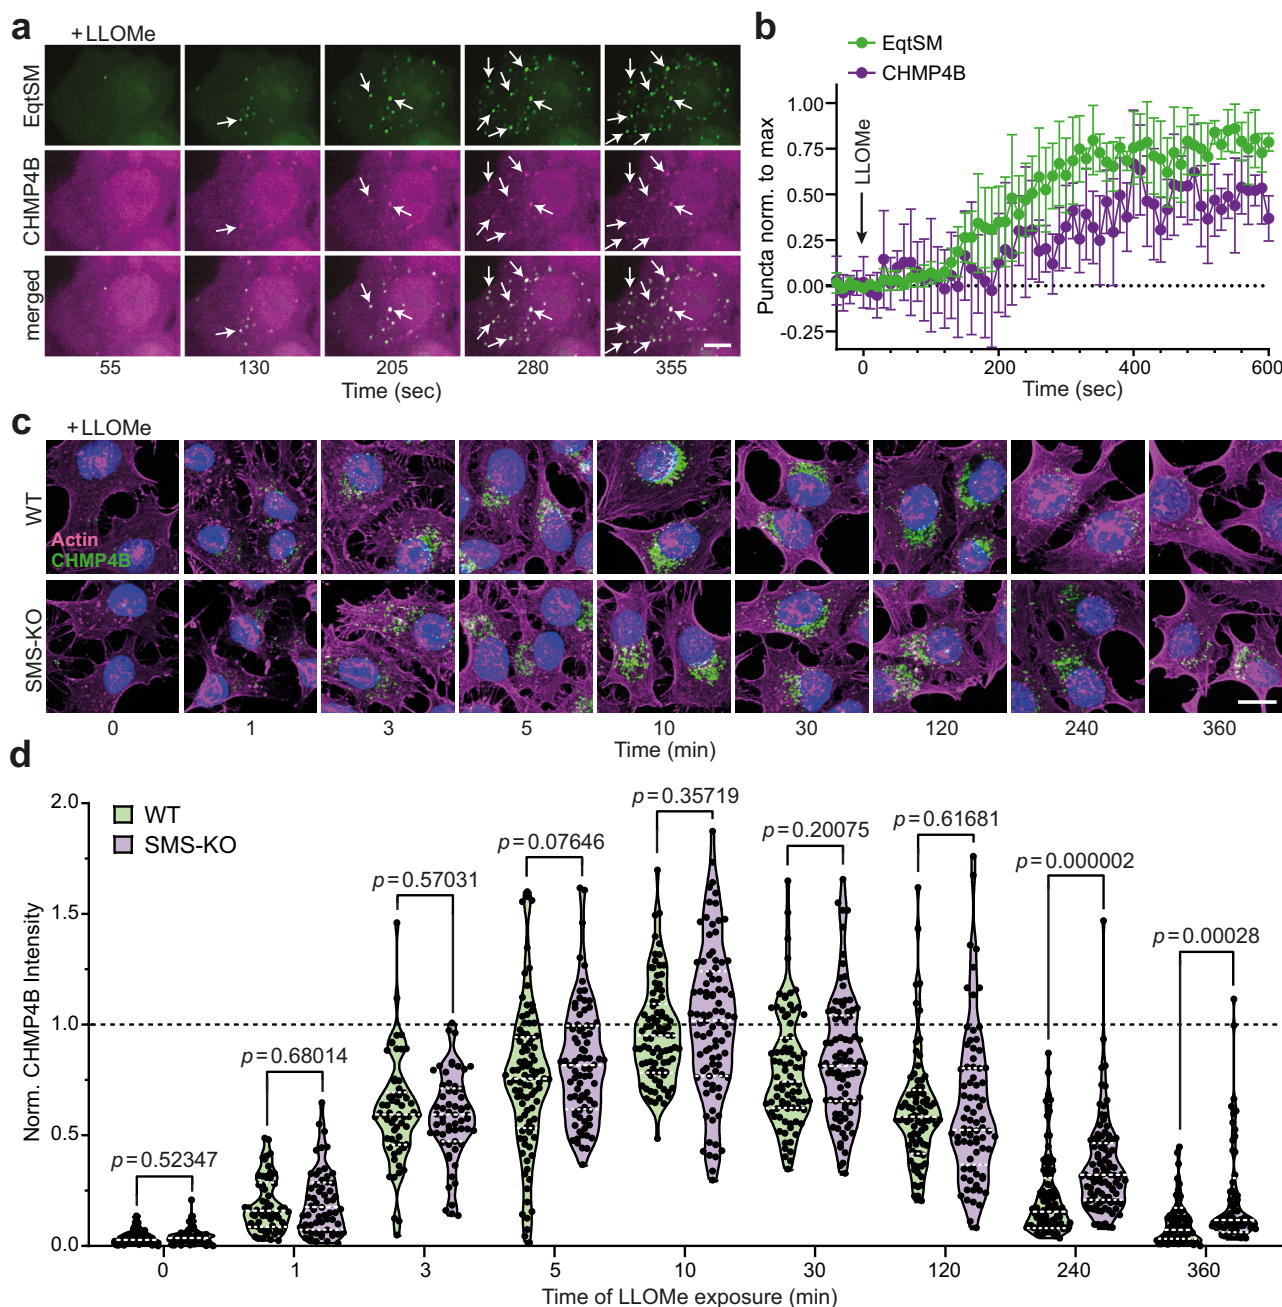 a
+LLOMe
EqtSM
CHMP4B
merged
55 130 205 280 355
Time (sec)
b
EqtSM
CHMP4B
Puncta norm. to max
1.00
0.75
0.50
0.25
0.00
-0.25
LLOMe
0 200 400 600
Time (sec)
c
+LLOMe
WT
Actin
CHMP4B
SMS-KO
0 1 3 5 10 30 120 240 360
Time (min)
d
WT
SMS-KO
Norm. CHMP4B Intensity
2.0
1.5
1.0
0.5
0.0
p=0.52347
p=0.68014
p=0.57031
p=0.07646
p=0.35719
p=0.20075
p=0.61681
p=0.000002
p=0.00028
0 1 3 5 10 30 120 240 360
Time of LLOMe exposure (min)